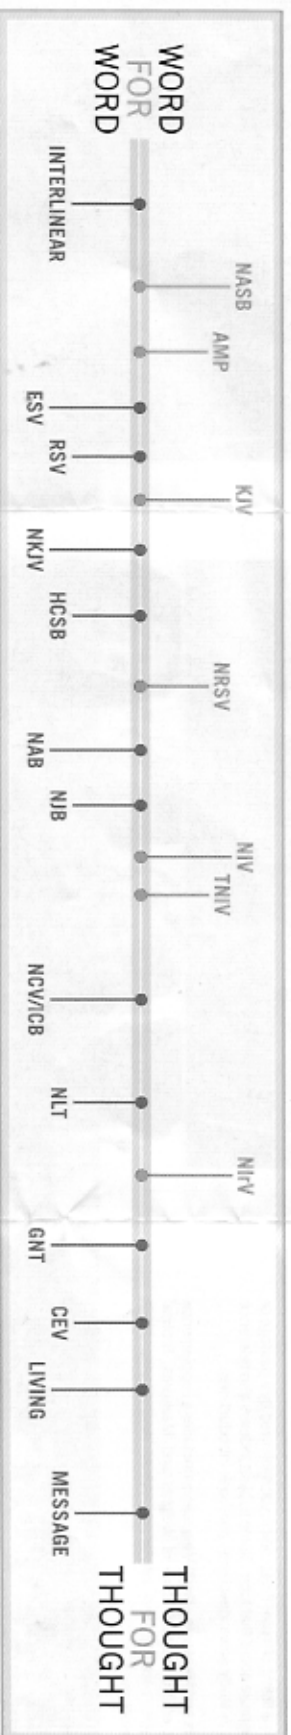 WORD
FOR
WORD
INTERLINEAR
NASB
AMP
ESV
RSV
KJV
NKJV
HCSB
NRSV
NAB
NJB
NIV
TNIV
NCV/ICB
NLT
NIrV
GNT
CEV
LIVING
MESSAGE
THOUGHT
FOR
THOUGHT